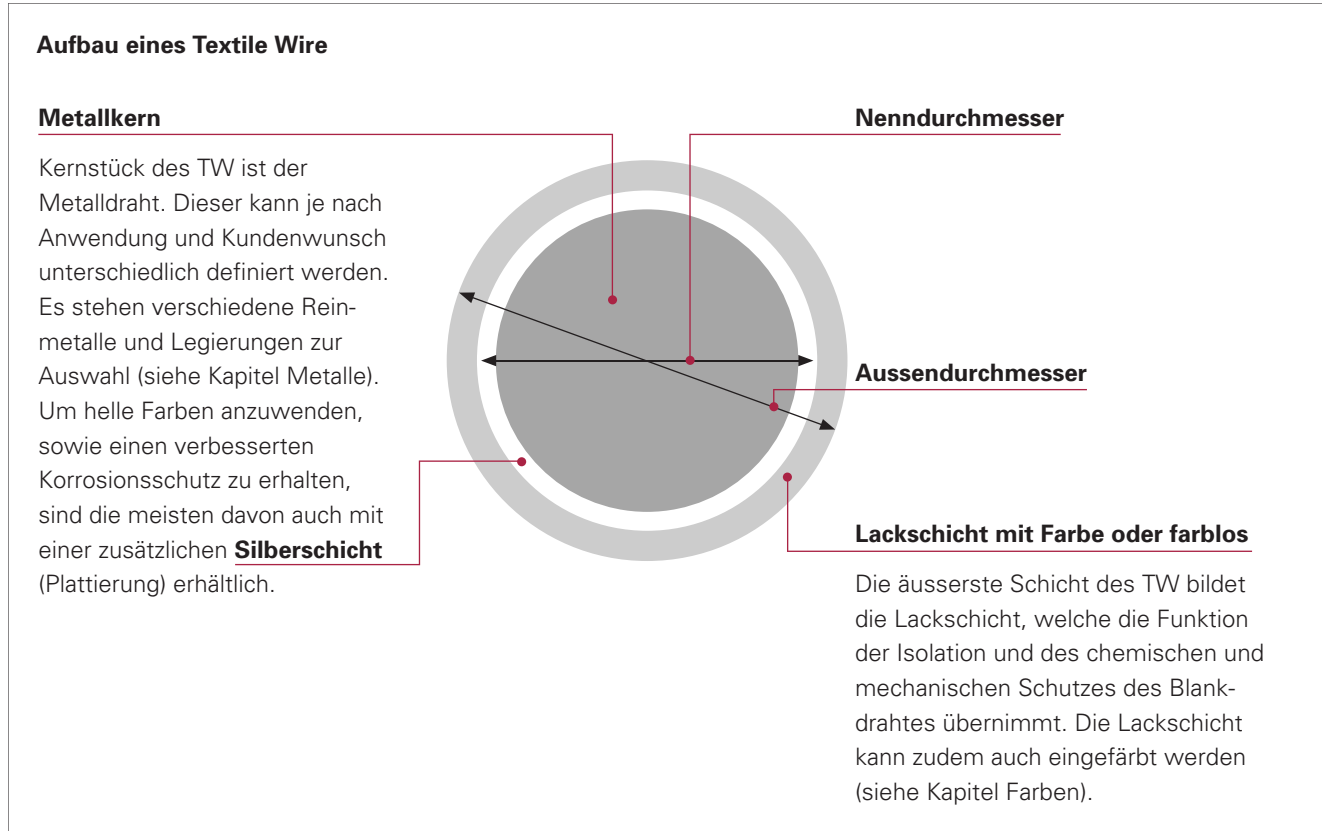 Aufbau eines Textile Wire
Metallkern
Kernstück des TW ist der
Metalldraht. Dieser kann je nach
Anwendung und Kundenwunsch
unterschiedlich definiert werden.
Es stehen verschiedene Rein-
metalle und Legierungen zur
Auswahl (siehe Kapitel Metalle).
Um helle Farben anzuwenden,
sowie einen verbesserten
Korrosionsschutz zu erhalten,
sind die meisten davon auch mit
einer zusätzlichen Silberschicht
(Plattierung) erhältlich.
Nenndurchmesser
Aussendurchmesser
Lackschicht mit Farbe oder farblos
Die äusserste Schicht des TW bildet
die Lackschicht, welche die Funktion
der Isolation und des chemischen und
mechanischen Schutzes des Blank-
drahtes übernimmt. Die Lackschicht
kann zudem auch eingefärbt werden
(siehe Kapitel Farben).